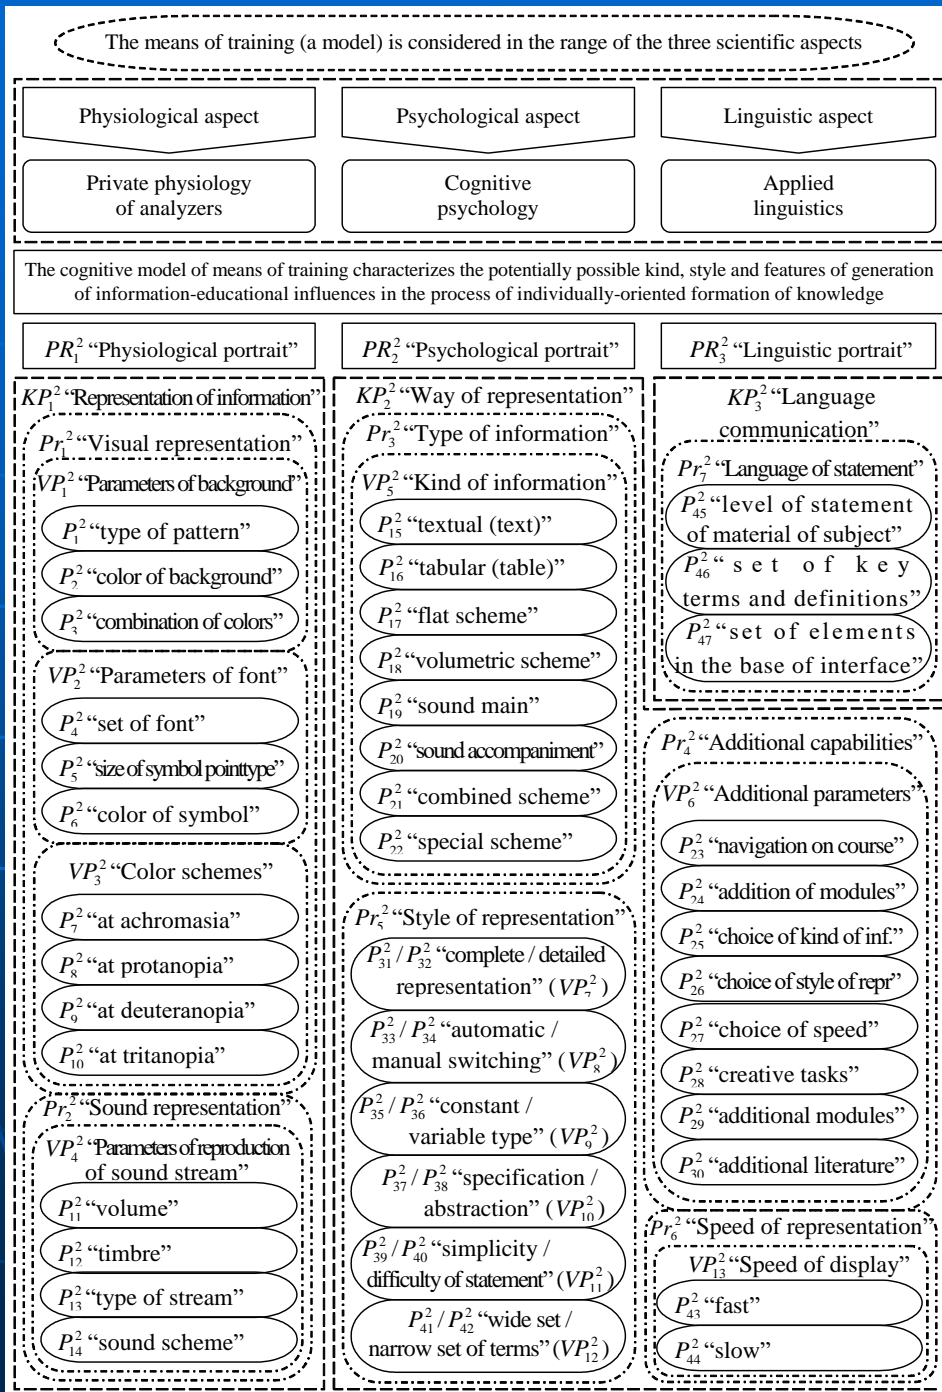 The means of training (a model) is considered in the range of the three scientific aspects
Physiological aspect
Psychological aspect
Linguistic aspect
Private physiology
of analyzers
Cognitive
psychology
Applied
linguistics
The cognitive model of means of training characterizes the potentially possible kind, style and features of generation
of information-educational influences in the process of individually-oriented formation of knowledge
PR₁² “Physiological portrait”
PR₂² “Psychological portrait”
PR₃² “Linguistic portrait”
KP₁² “Representation of information”
Pr₁² “Visual representation”
VP₁² “Parameters of background”
P₁² “type of pattern”
P₂² “color of background”
P₃² “combination of colors”
VP₂² “Parameters of font”
P₄² “set of font”
P₅² “size of symbol pointtype”
P₆² “color of symbol”
VP₃² “Color schemes”
P₇² “at achromasia”
P₈² “at protanopia”
P₉² “at deuteranopia”
P₁₀² “at tritanopia”
Pr₂² “Sound representation”
VP₄² “Parameters of reproduction
of sound stream”
P₁₁² “volume”
P₁₂² “timbre”
P₁₃² “type of stream”
P₁₄² “sound scheme”
KP₂² “Way of representation”
Pr₃² “Type of information”
VP₅² “Kind of information”
P₁₅² “textual (text)”
P₁₆² “tabular (table)”
P₁₇² “flat scheme”
P₁₈² “volumetric scheme”
P₁₉² “sound main”
P₂₀² “sound accompaniment”
P₂₁² “combined scheme”
P₂₂² “special scheme”
Pr₅² “Style of representation”
P₃₁² / P₃₂² “complete / detailed
representation” (VP₇²)
P₃₃² / P₃₄² “automatic /
manual switching” (VP₈²)
P₃₅² / P₃₆² “constant /
variable type” (VP₉²)
P₃₇² / P₃₈² “specification /
abstraction” (VP₁₀²)
P₃₉² / P₄₀² “simplicity /
difficulty of statement” (VP₁₁²)
P₄₁² / P₄₂² “wide set /
narrow set of terms” (VP₁₂²)
KP₃² “Language
communication”
Pr₇² “Language of statement”
P₄₅² “level of statement
of material of subject”
P₄₆² “set of key
terms and definitions”
P₄₇² “set of elements
in the base of interface”
Pr₄² “Additional capabilities”
VP₆² “Additional parameters”
P₂₃² “navigation on course”
P₂₄² “addition of modules”
P₂₅² “choice of kind of inf.”
P₂₆² “choice of style of repr”
P₂₇² “choice of speed”
P₂₈² “creative tasks”
P₂₉² “additional modules”
P₃₀² “additional literature”
Pr₆² “Speed of representation”
VP₁₃² “Speed of display”
P₄₃² “fast”
P₄₄² “slow”